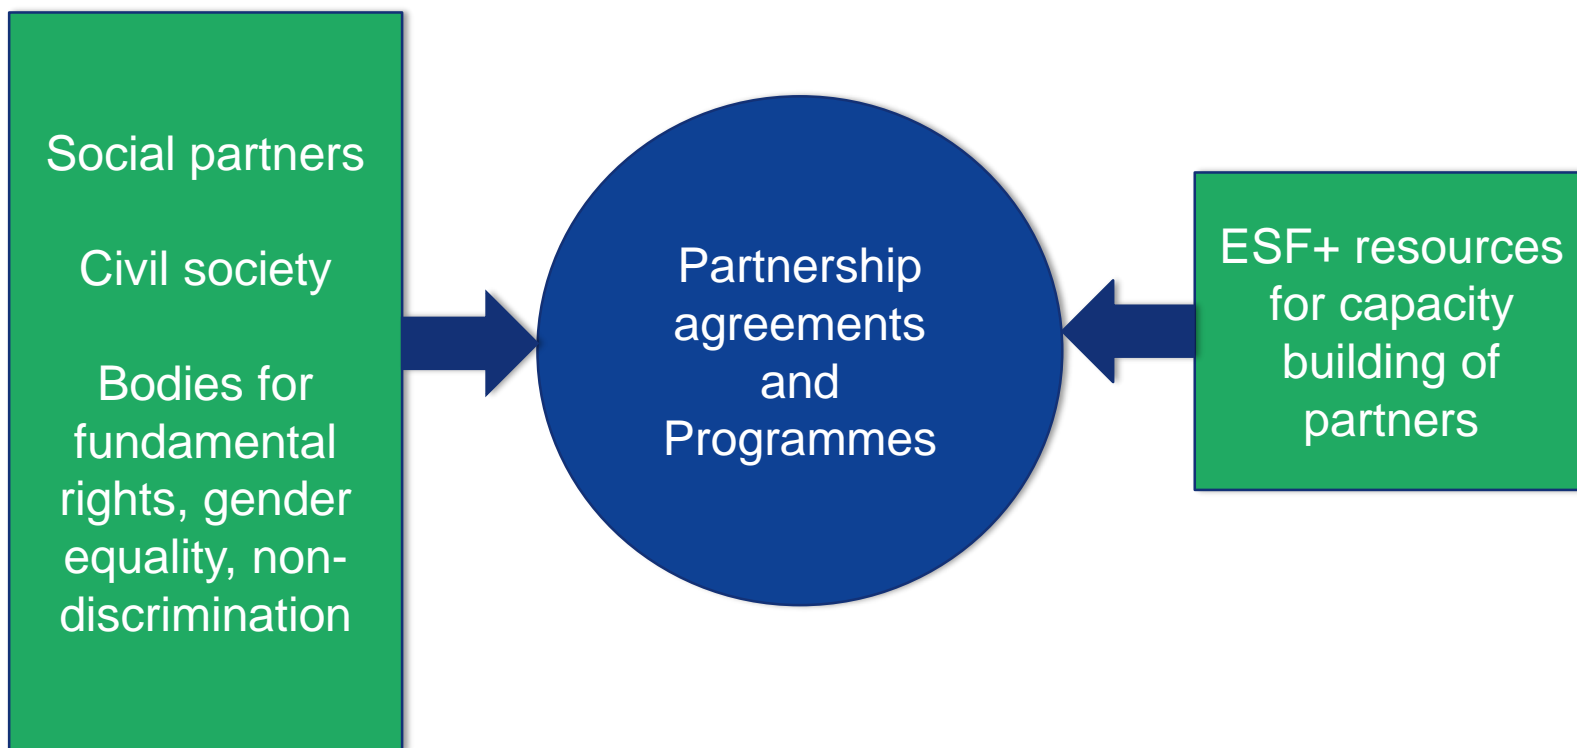 Social partners
Civil society
Bodies for
fundamental
rights, gender
equality, non-
discrimination
Partnership
agreements
and
Programmes
ESF+ resources
for capacity
building of
partners